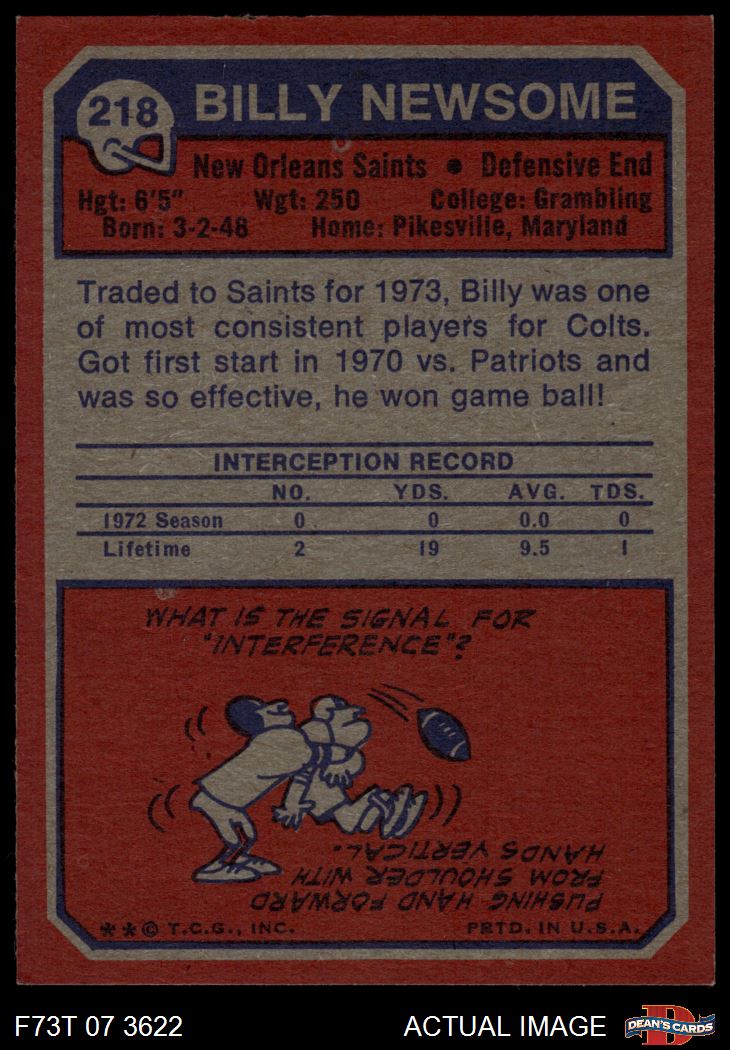 218
BILLY NEWSOME
New Orleans Saints • Defensive End
Hgt: 6'5" Wgt: 250 College: Grambling
Born: 3-2-48 Home: Pikesville, Maryland
Traded to Saints for 1973, Billy was one
of most consistent players for Colts.
Got first start in 1970 vs. Patriots and
was so effective, he won game ball!
INTERCEPTION RECORD
NO. YDS. AVG. TDS.
1972 Season 0 0 0.0 0
Lifetime 2 19 9.5 1
WHAT IS THE SIGNAL FOR
"INTERFERENCE"?
PUSHING HAND FORWARD
FROM SHOULDER WITH
HANDS VERTICAL.
**© T.C.G., INC. PRTD. IN U.S.A.
F73T 07 3622 ACTUAL IMAGE
D
DEAN'S CARDS